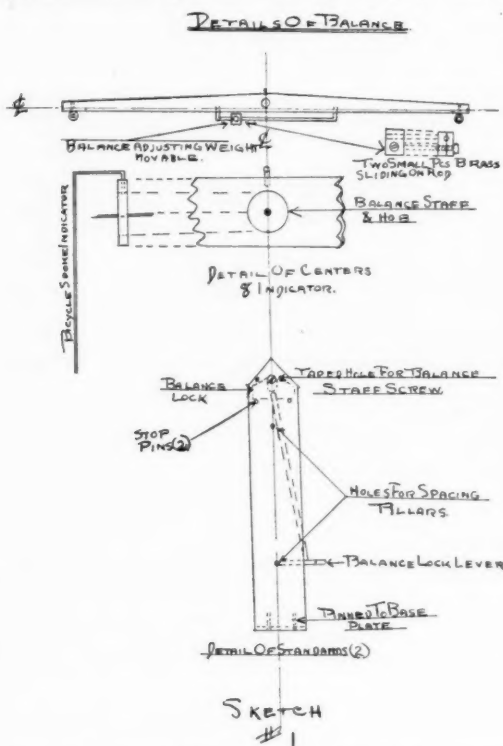 DETAILS OF BALANCE
℄
BALANCE ADJUSTING WEIGHT
MOVABLE.
℄
TWO SMALL PCS BRASS
SLIDING ON ROD
BICYCLE SPOKE INDICATOR
BALANCE STAFF
& HOB
DETAIL OF CENTERS
& INDICATOR.
BALANCE
LOCK
TAPED HOLE FOR BALANCE
STAFF SCREW.
STOP
PINS (2)
HOLES FOR SPACING
PILLARS
BALANCE LOCK LEVER
PINNED TO BASE
PLATE
DETAIL OF STANDARDS (2)
SKETCH
# 1